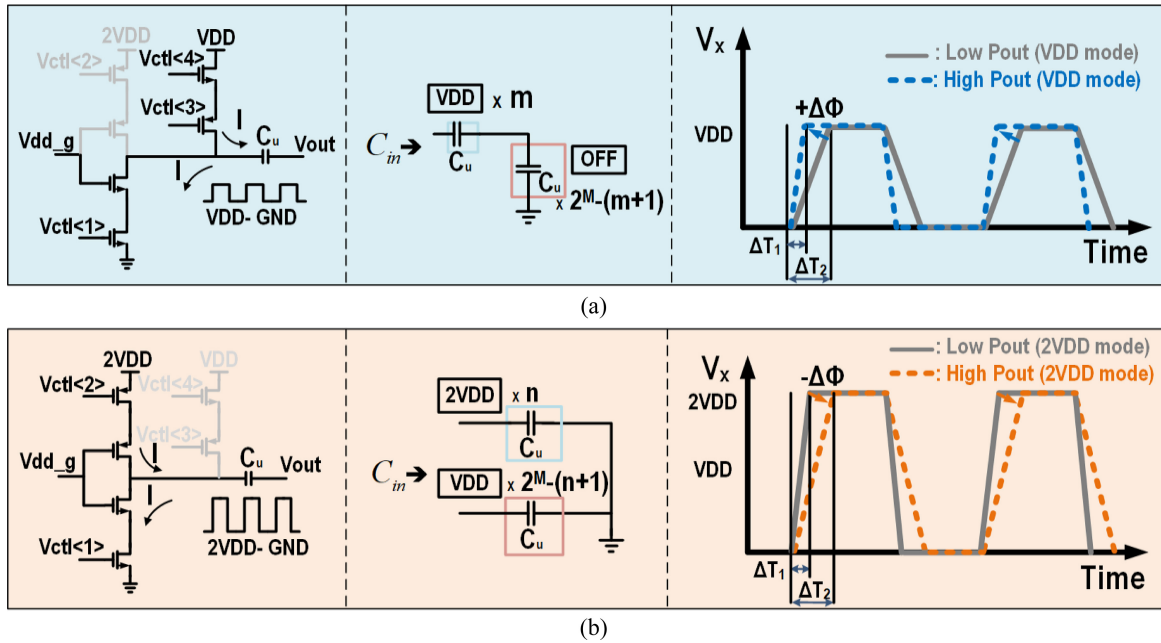 2VDD
VDD
Vctl<2>
Vctl<4>
Vctl<3>
I
Cu
Vdd_g
Vout
I
VDD- GND
Vctl<1>
VDD x m
Cin
Cu
OFF
Cu
x 2M-(m+1)
Vx
: Low Pout (VDD mode)
: High Pout (VDD mode)
+ΔΦ
VDD
ΔT1
Time
ΔT2
(a)
2VDD
VDD
Vctl<2>
Vctl<4>
Vctl<3>
I
Cu
Vdd_g
Vout
I
2VDD- GND
Vctl<1>
2VDD x n
Cu
Cin
VDD x 2M-(n+1)
Cu
: Low Pout (2VDD mode)
Vx
: High Pout (2VDD mode)
-ΔΦ
2VDD
VDD
ΔT1
Time
ΔT2
(b)